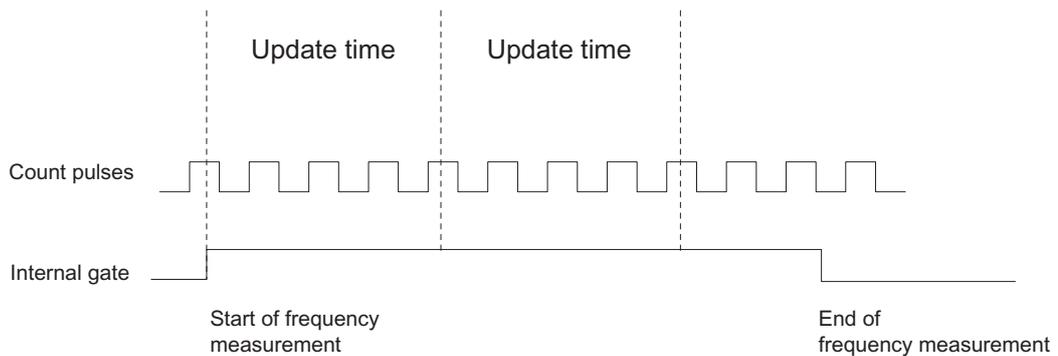 Update time
Update time
Count pulses
Internal gate
Start of frequency
measurement
End of
frequency measurement